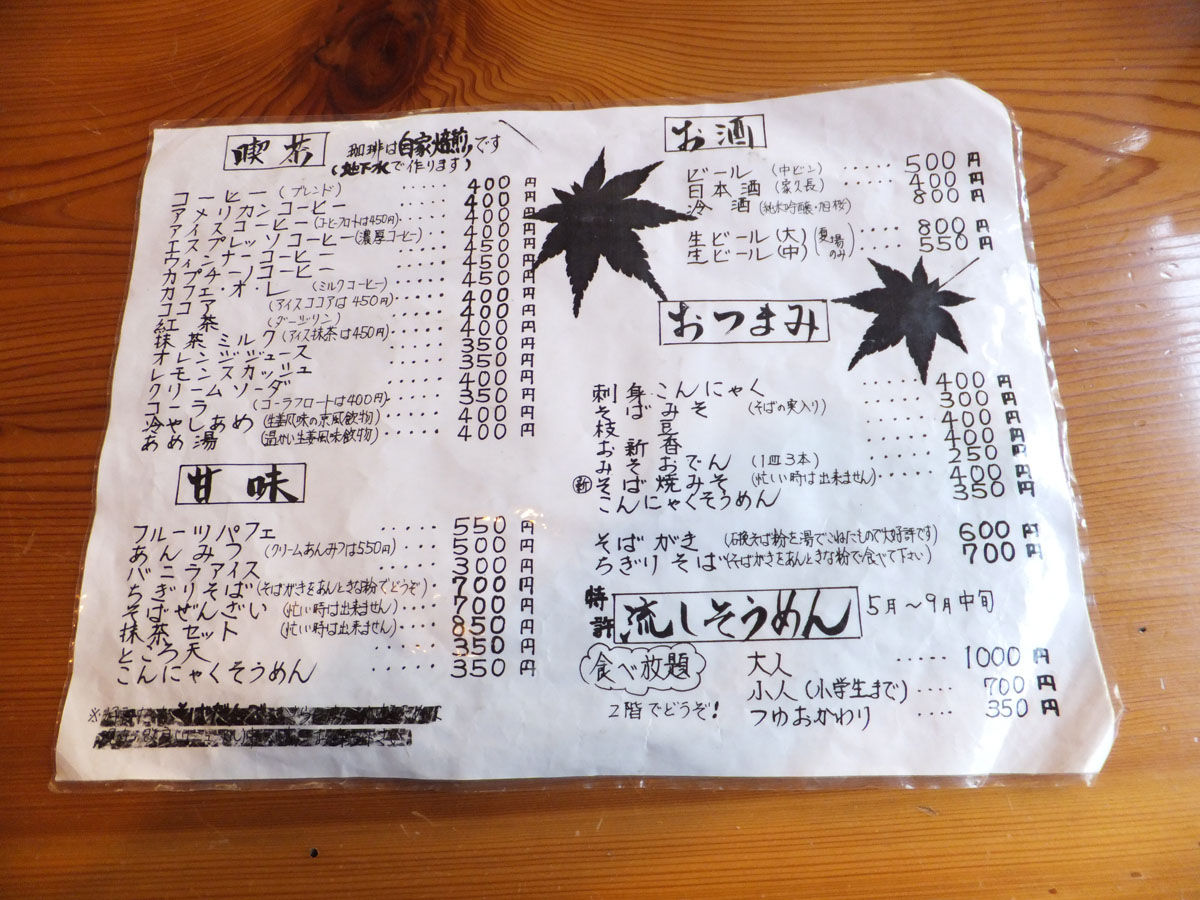 喫茶
珈琲は自家焙煎です
(地下水で作ります)
コーヒー(ブレンド) ····· 400円
アメリカンコーヒー ····· 400円
アイスコーヒー(コーヒーフロートは450円) ····· 400円
エスプレッソコーヒー(濃厚コーヒー) ····· 400円
ウィンナーコーヒー ····· 450円
カプチーノコーヒー ····· 450円
カフェオーレ(ミルクコーヒー) ····· 450円
ココア(アイスココアは450円) ····· 400円
紅茶(ダージリン) ····· 400円
抹茶ミルク(アイス抹茶は450円) ····· 400円
オレンジジュース ····· 350円
レモンスカッシュ ····· 350円
クリームソーダ ····· 400円
コーラ(コーラフロートは400円) ····· 350円
冷やしあめ(生姜風味の京風飲物) ····· 400円
あめ湯(温かい生姜風味飲物) ····· 400円
甘味
フルーツパフェ ····· 550円
あんみつ(クリームあんみつは550円) ····· 500円
バニラアイス ····· 300円
ちぎりそば(そばがきをあんときな粉でどうぞ) · 700円
そばぜんざい(忙しい時は出来ません) ····· 700円
抹茶セット(忙しい時は出来ません) ····· 850円
ところ天 ····· 350円
こんにゃくそうめん ····· 350円
お酒
ビール(中ビン) ····· 500円
日本酒(家久長) ····· 400円
冷酒(純米吟醸・旭桜) 800円
生ビール(大) (夏場のみ) ···· 800円
生ビール(中) ···· 550円
おつまみ
刺身こんにゃく ····· 400円
そばみそ(そばの実入り) ····· 300円
枝豆 ····· 400円
お新香 ····· 400円
みそおでん(1皿3本) ····· 250円
新 そば焼みそ(忙しい時は出来ません) ····· 400円
こんにゃくそうめん ····· 350円
そばがき(石挽そば粉を湯でこねたもので大好評です) 600円
ちぎりそば(そばがきをあんときな粉で食べて下さい) 700円
特許 流しそうめん 5月～9月中旬
食べ放題
2階でどうぞ!
大人 ····· 1000円
小人(小学生まで) ···· 700円
つゆおかわり ···· 350円